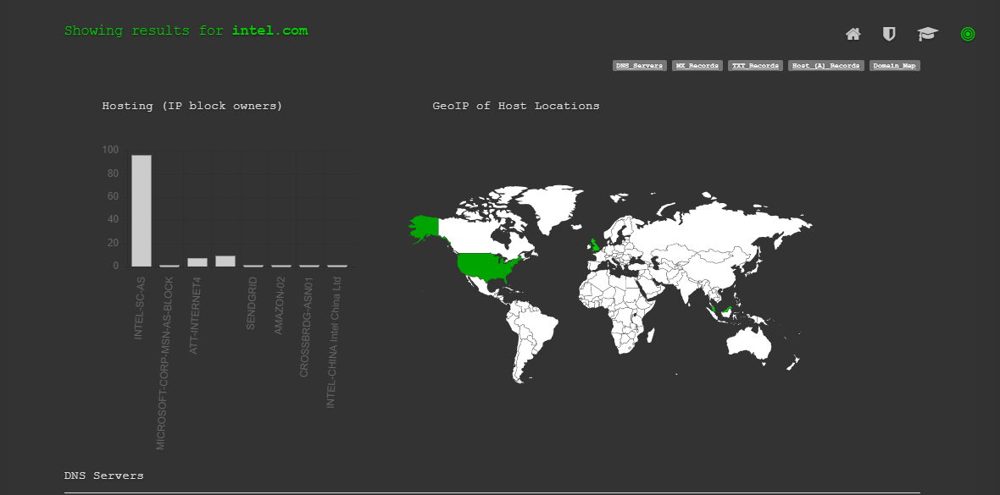 Showing results for intel.com
DNS Servers MX Records TXT Records Host (A) Records Domain Map
Hosting (IP block owners)
GeoIP of Host Locations
100
80
60
40
20
0
INTEL-SC-AS
MICROSOFT-CORP-MSN-AS-BLOCK
ATT-INTERNET4
SENDGRID
AMAZON-02
CROSSBRDG-ASN01
INTEL-CHINA Intel China Ltd
DNS Servers